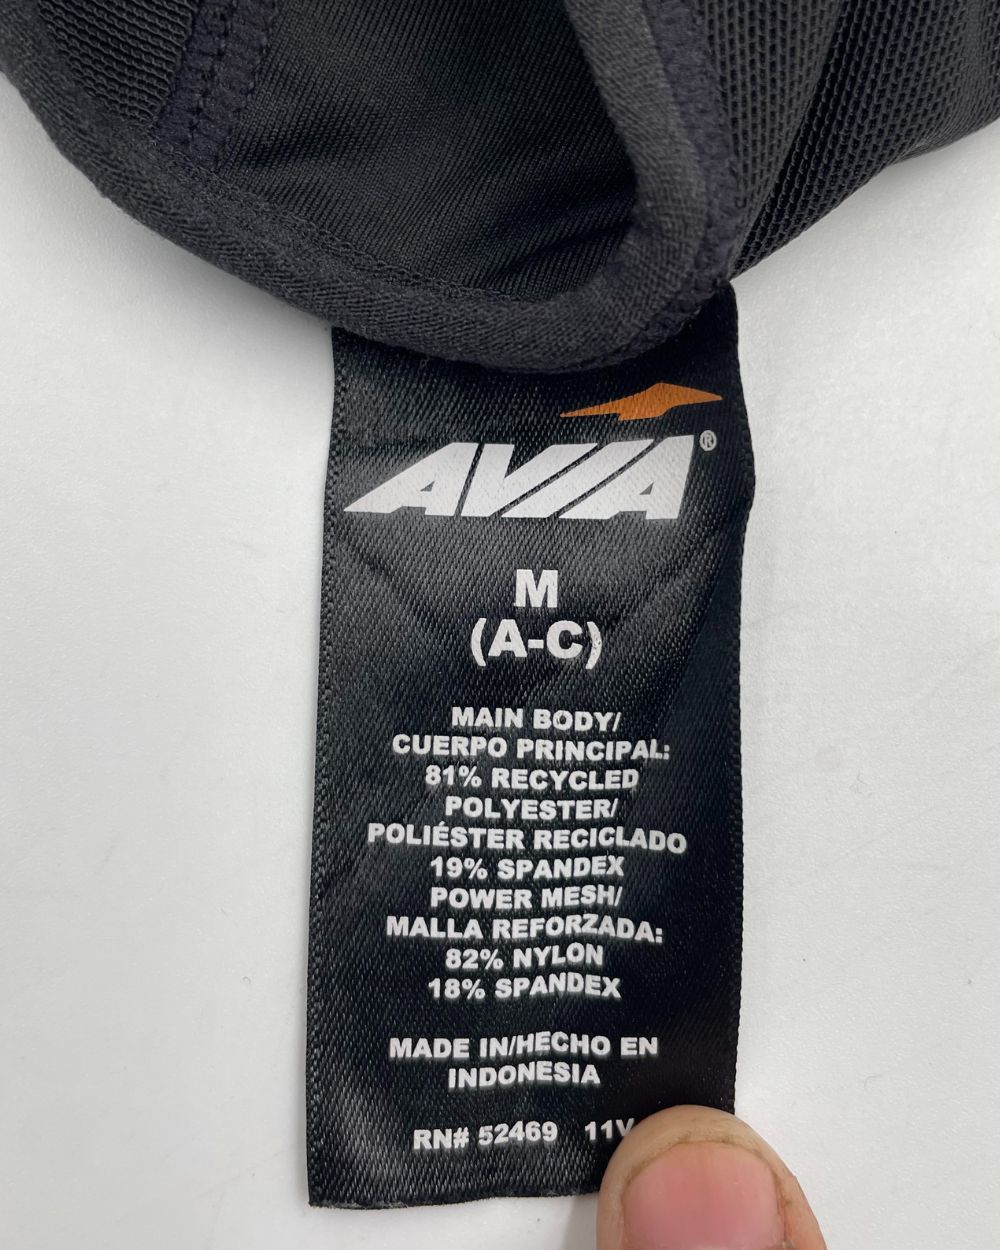 AVIA®
M
(A-C)
MAIN BODY/
CUERPO PRINCIPAL:
81% RECYCLED
POLYESTER/
POLIÉSTER RECICLADO
19% SPANDEX
POWER MESH/
MALLA REFORZADA:
82% NYLON
18% SPANDEX
MADE IN/HECHO EN
INDONESIA
RN# 52469